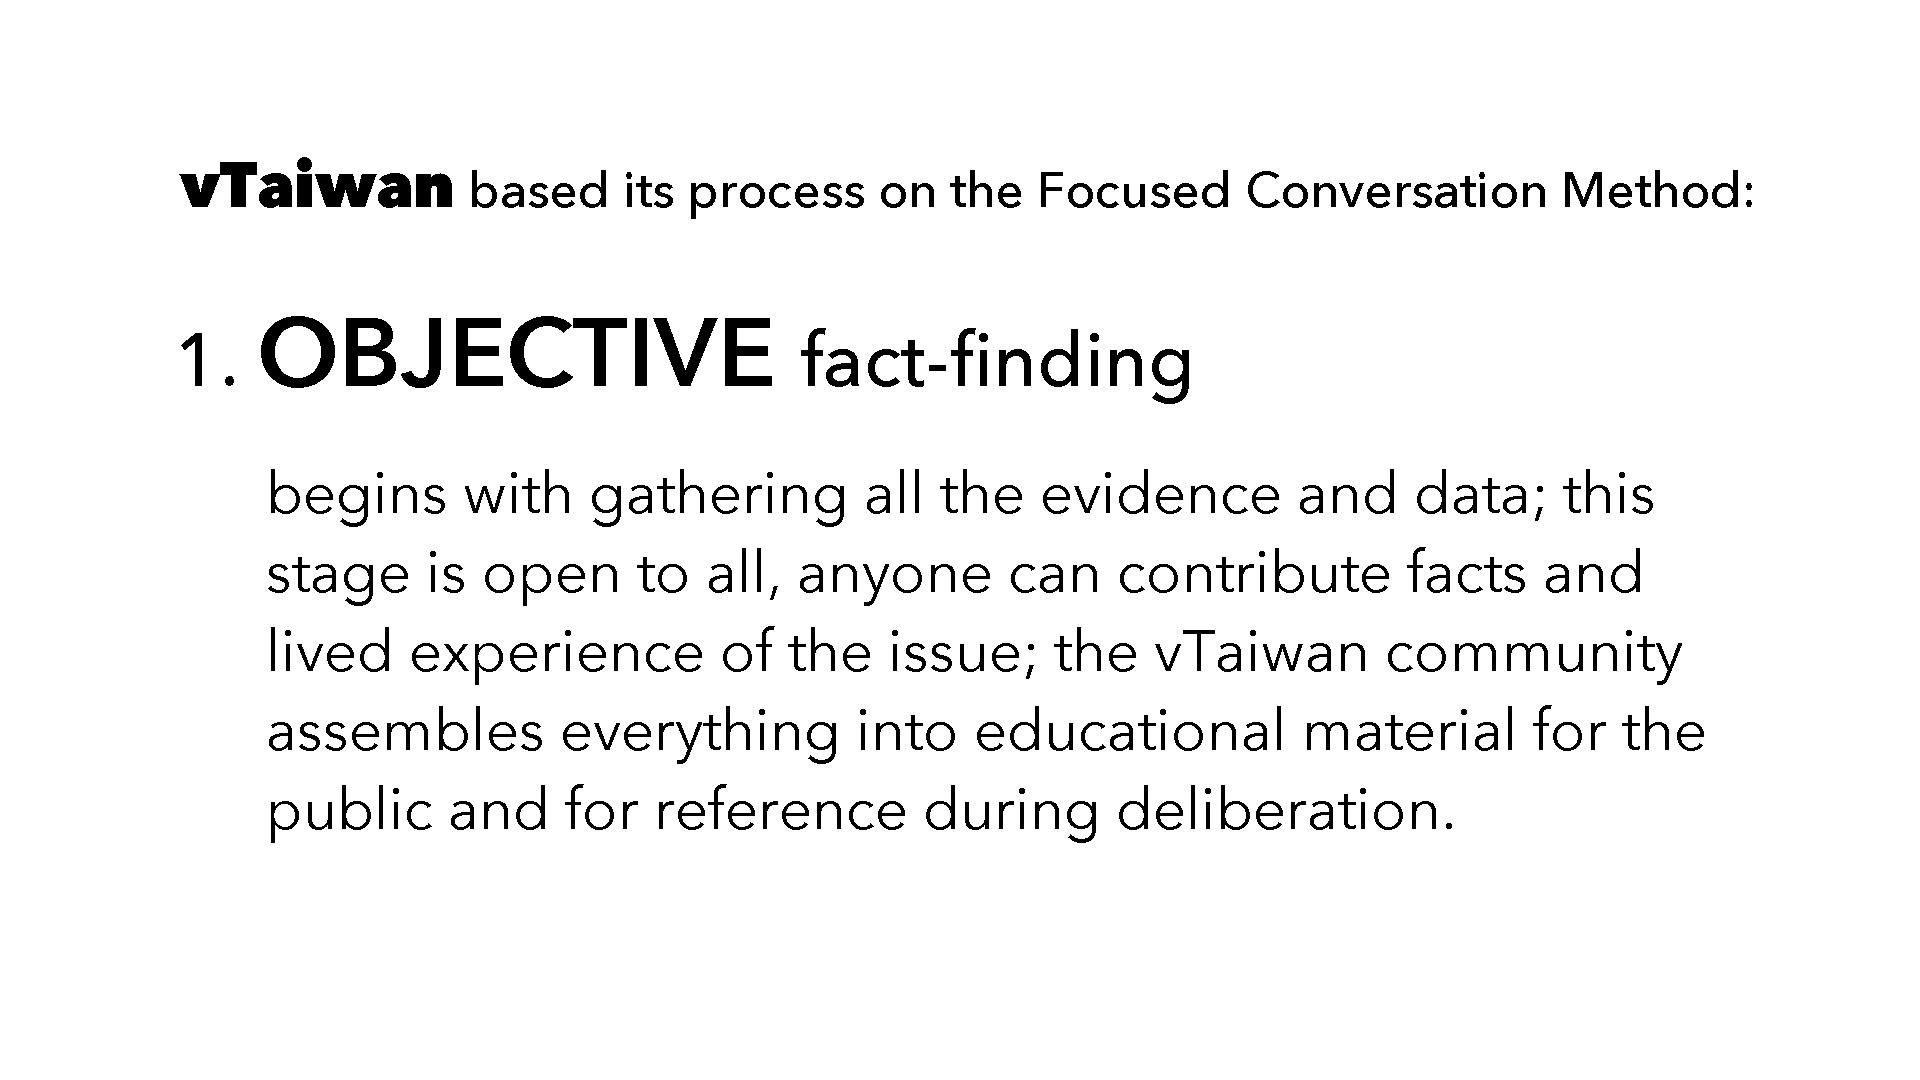 vTaiwan based its process on the Focused Conversation Method:
1. OBJECTIVE fact-finding
begins with gathering all the evidence and data; this
stage is open to all, anyone can contribute facts and
lived experience of the issue; the vTaiwan community
assembles everything into educational material for the
public and for reference during deliberation.